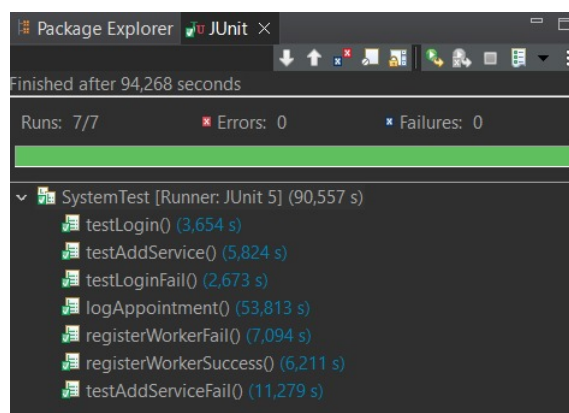 Package Explorer JUnit
Finished after 94,268 seconds
Runs: 7/7 Errors: 0 Failures: 0
SystemTest [Runner: JUnit 5] (90,557 s)
testLogin() (3,654 s)
testAddService() (5,824 s)
testLoginFail() (2,673 s)
logAppointment() (53,813 s)
registerWorkerFail() (7,094 s)
registerWorkerSuccess() (6,211 s)
testAddServiceFail() (11,279 s)